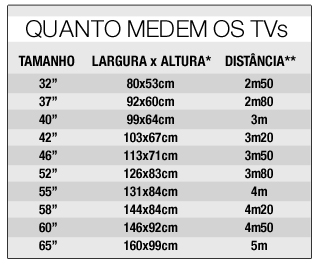 QUANTO MEDEM OS TVs
TAMANHO LARGURA x ALTURA* DISTÂNCIA**
32” 80x53cm 2m50
37” 92x60cm 2m80
40” 99x64cm 3m
42” 103x67cm 3m20
46” 113x71cm 3m50
52” 126x83cm 3m80
55” 131x84cm 4m
58” 144x84cm 4m20
60” 146x92cm 4m50
65” 160x99cm 5m